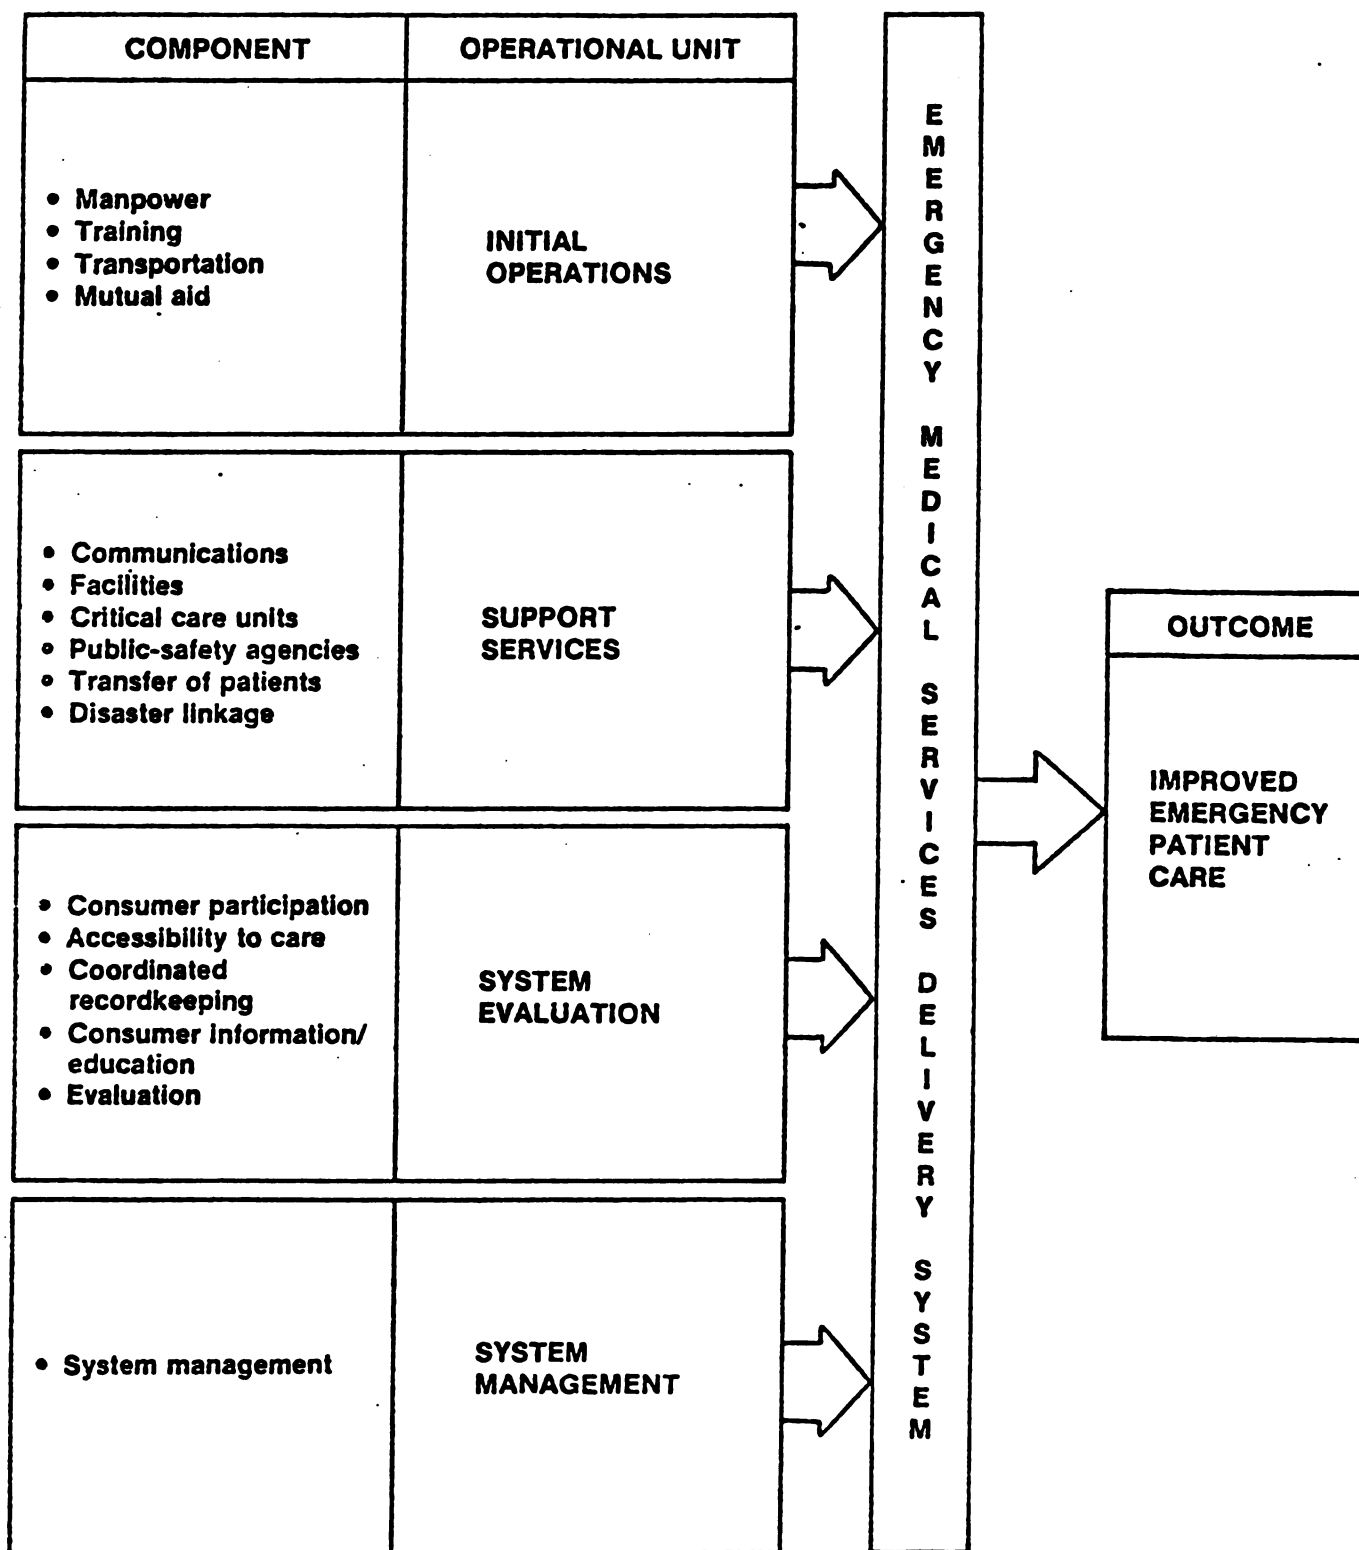 COMPONENT
OPERATIONAL UNIT
• Manpower
• Training
• Transportation
• Mutual aid
INITIAL
OPERATIONS
• Communications
• Facilities
• Critical care units
• Public-safety agencies
• Transfer of patients
• Disaster linkage
SUPPORT
SERVICES
• Consumer participation
• Accessibility to care
• Coordinated
recordkeeping
• Consumer information/
education
• Evaluation
SYSTEM
EVALUATION
• System management
SYSTEM
MANAGEMENT
EMERGENCY MEDICAL SERVICES DELIVERY SYSTEM
OUTCOME
IMPROVED
EMERGENCY
PATIENT
CARE